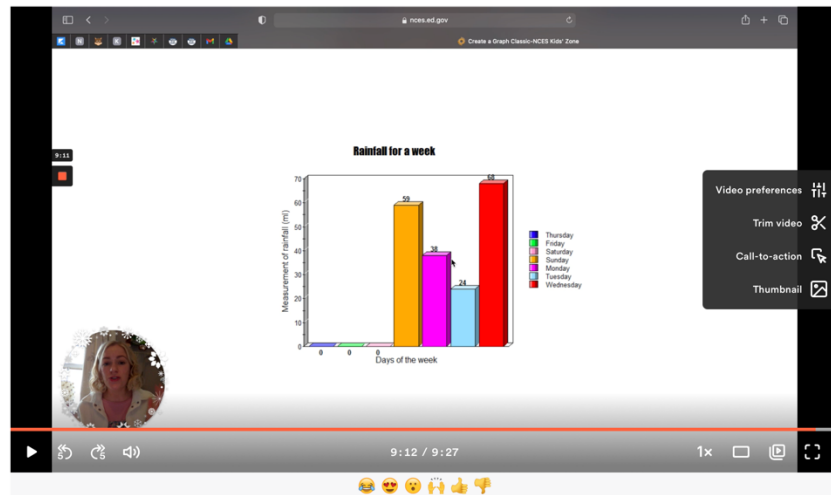 nces.ed.gov
Create a Graph Classic-NCES Kids' Zone
9:11
Rainfall for a week
Measurement of rainfall (ml)
70
60
50
40
30
20
10
0
59
38
24
68
0 0 0
Days of the week
Thursday
Friday
Saturday
Sunday
Monday
Tuesday
Wednesday
Video preferences
Trim video
Call-to-action
Thumbnail
5 5
9:12 / 9:27
1x